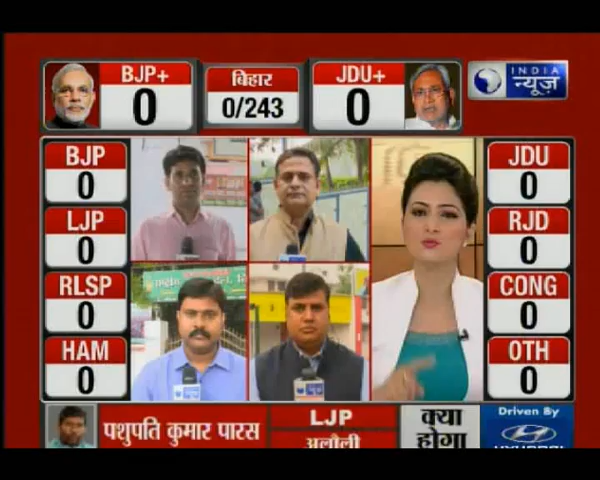 BJP+
0
बिहार
0/243
JDU+
0
INDIA
न्यूज़
BJP
0
LJP
0
RLSP
0
HAM
0
JDU
0
RJD
0
CONG
0
OTH
0
पशुपति कुमार पारस
LJP
अलौली
क्या
होगा
Driven By
HYUNDAI